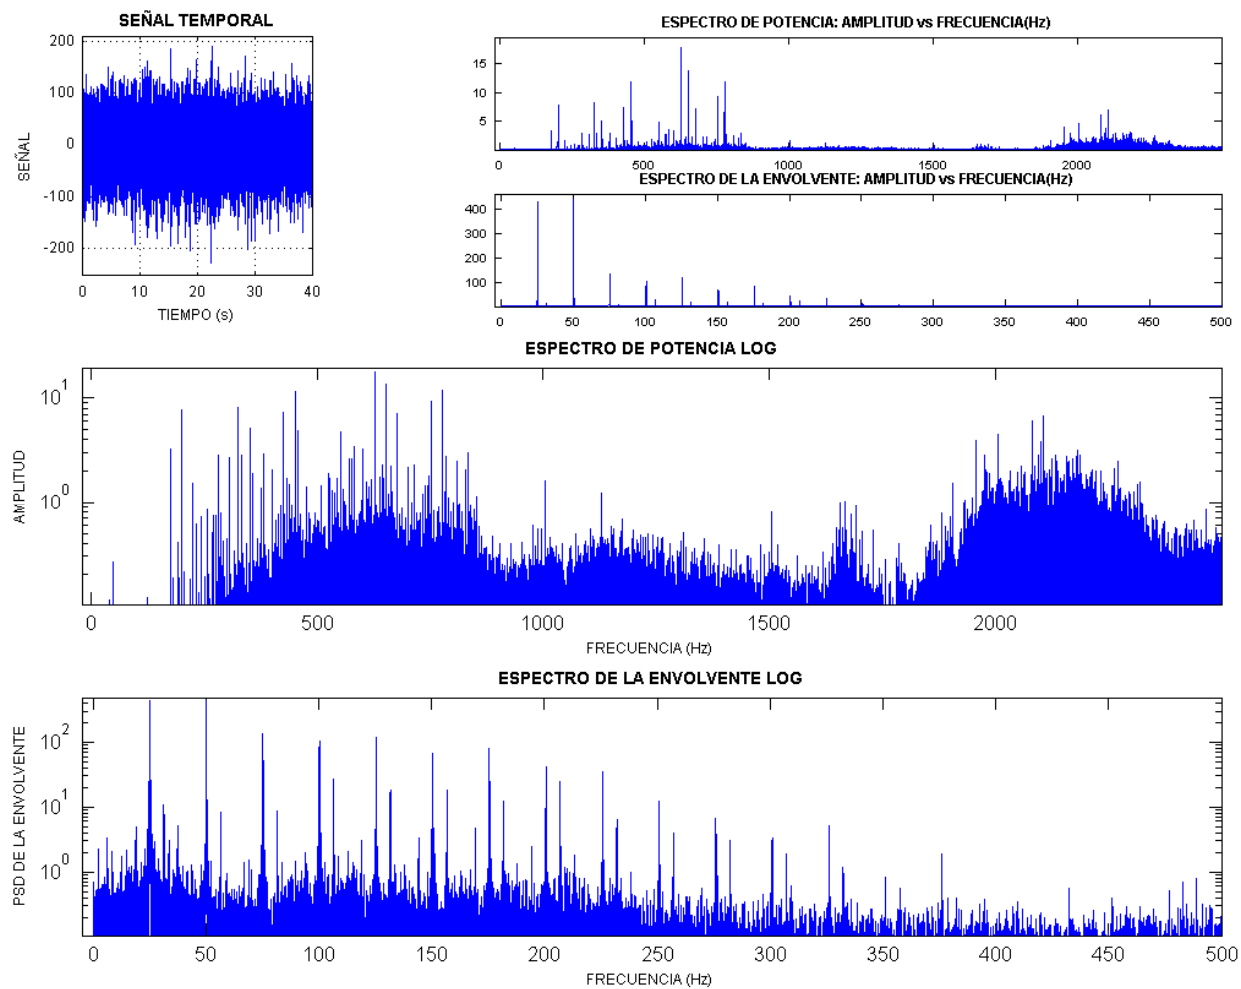 SEÑAL TEMPORAL
200
100
0
-100
-200
SEÑAL
0 10 20 30 40
TIEMPO (s)
ESPECTRO DE POTENCIA: AMPLITUD vs FRECUENCIA(Hz)
15
10
5
0 500 1000 1500 2000
ESPECTRO DE LA ENVOLVENTE: AMPLITUD vs FRECUENCIA(Hz)
400
300
200
100
0 50 100 150 200 250 300 350 400 450 500
ESPECTRO DE POTENCIA LOG
10^1
10^0
AMPLITUD
0 500 1000 1500 2000
FRECUENCIA (Hz)
ESPECTRO DE LA ENVOLVENTE LOG
10^2
10^1
10^0
PSD DE LA ENVOLVENTE
0 50 100 150 200 250 300 350 400 450 500
FRECUENCIA (Hz)